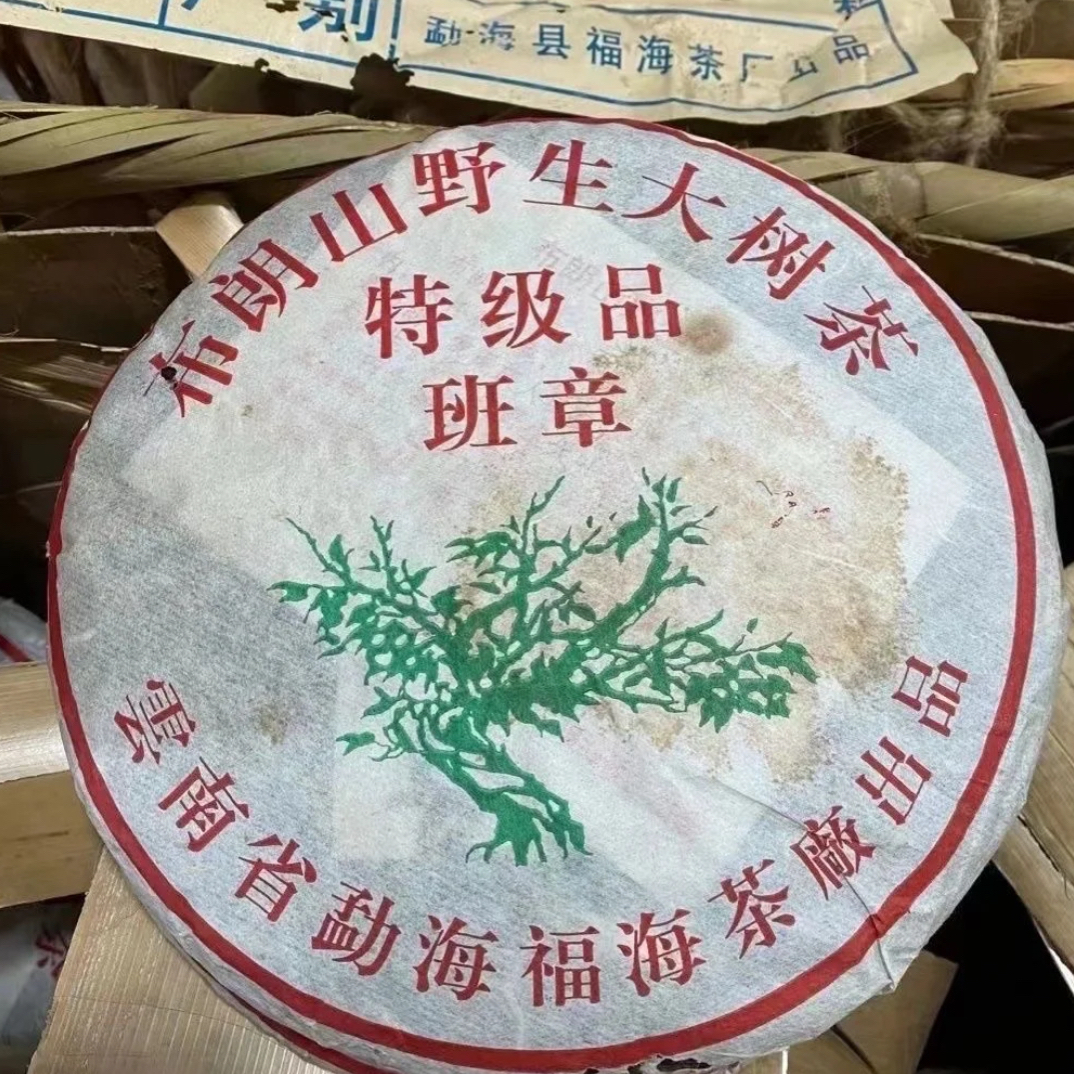 别
勐海县福海茶厂出品
布朗山野生大树茶
特级品
班章
雲南省勐海福海茶廠出品